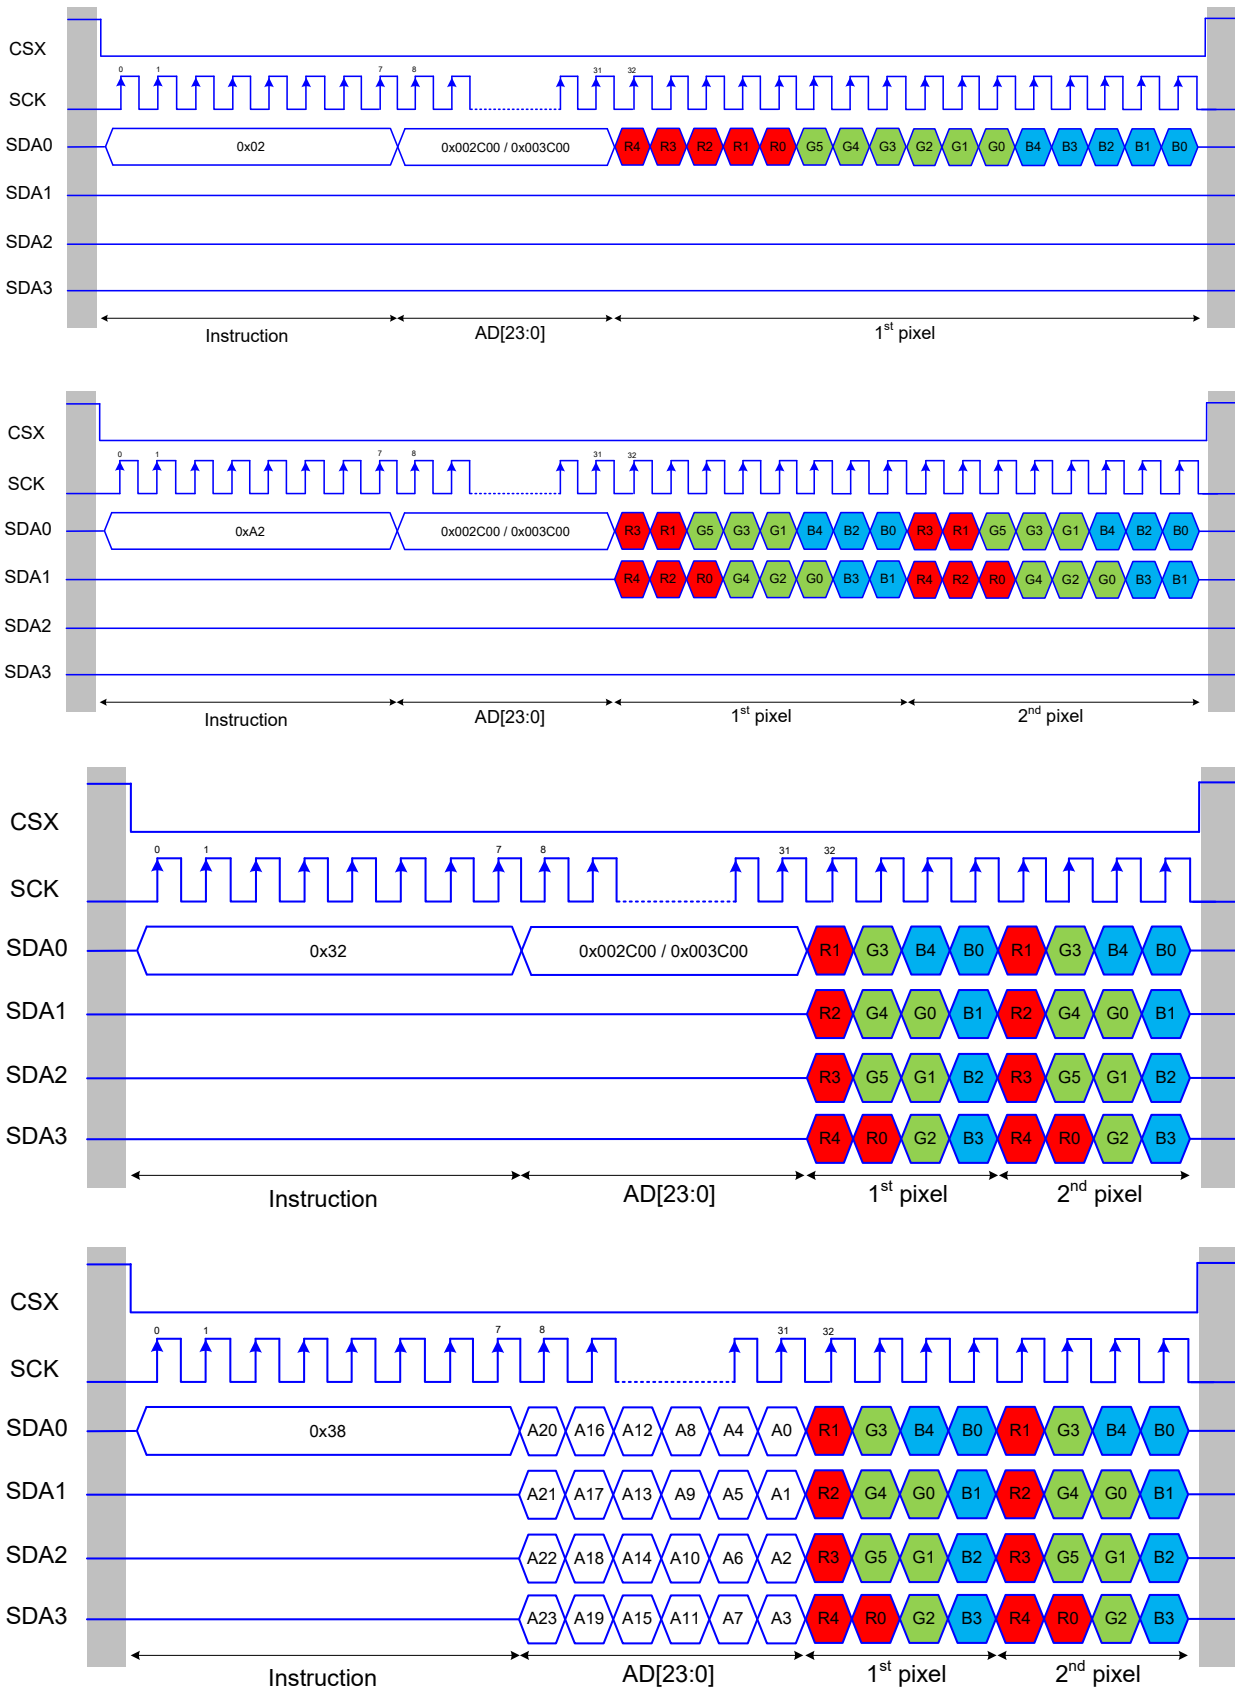 CSX
0 1 7 8 31 32
SCK
SDA0 0x02 0x002C00 / 0x003C00 R4 R3 R2 R1 R0 G5 G4 G3 G2 G1 G0 B4 B3 B2 B1 B0
SDA1
SDA2
SDA3
Instruction AD[23:0] 1st pixel
CSX
0 1 7 8 31 32
SCK
SDA0 0xA2 0x002C00 / 0x003C00 R3 R1 G5 G3 G1 B4 B2 B0 R3 R1 G5 G3 G1 B4 B2 B0
SDA1 R4 R2 R0 G4 G2 G0 B3 B1 R4 R2 R0 G4 G2 G0 B3 B1
SDA2
SDA3
Instruction AD[23:0] 1st pixel 2nd pixel
CSX
0 1 7 8 31 32
SCK
SDA0 0x32 0x002C00 / 0x003C00 R1 G3 B4 B0 R1 G3 B4 B0
SDA1 R2 G4 G0 B1 R2 G4 G0 B1
SDA2 R3 G5 G1 B2 R3 G5 G1 B2
SDA3 R4 R0 G2 B3 R4 R0 G2 B3
Instruction AD[23:0] 1st pixel 2nd pixel
CSX
0 1 7 8 31 32
SCK
SDA0 0x38 A20 A16 A12 A8 A4 A0 R1 G3 B4 B0 R1 G3 B4 B0
SDA1 A21 A17 A13 A9 A5 A1 R2 G4 G0 B1 R2 G4 G0 B1
SDA2 A22 A18 A14 A10 A6 A2 R3 G5 G1 B2 R3 G5 G1 B2
SDA3 A23 A19 A15 A11 A7 A3 R4 R0 G2 B3 R4 R0 G2 B3
Instruction AD[23:0] 1st pixel 2nd pixel